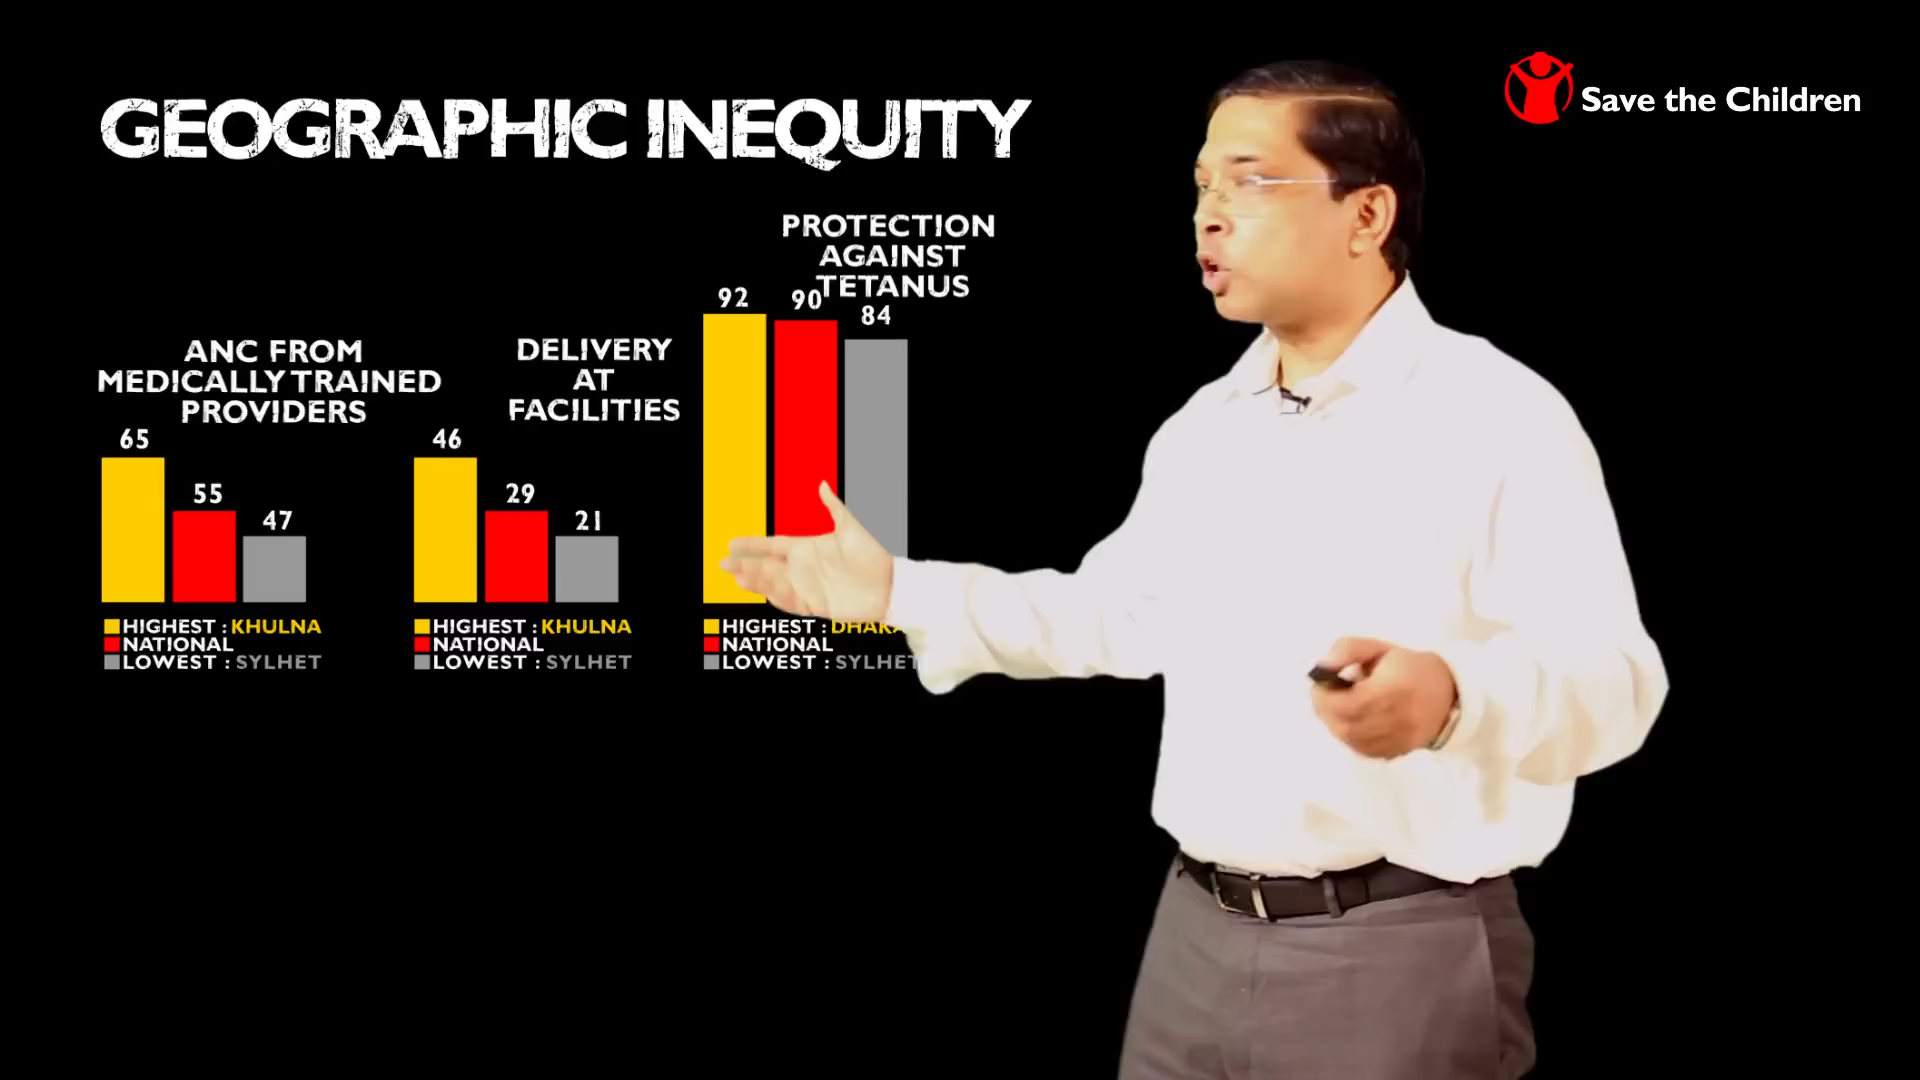 GEOGRAPHIC INEQUITY
Save the Children
ANC FROM
MEDICALLY TRAINED
PROVIDERS
65
55
47
HIGHEST : KHULNA
NATIONAL
LOWEST : SYLHET
DELIVERY
AT
FACILITIES
46
29
21
HIGHEST : KHULNA
NATIONAL
LOWEST : SYLHET
PROTECTION
AGAINST
TETANUS
92
90
84
HIGHEST : DHAKA
NATIONAL
LOWEST : SYLHET